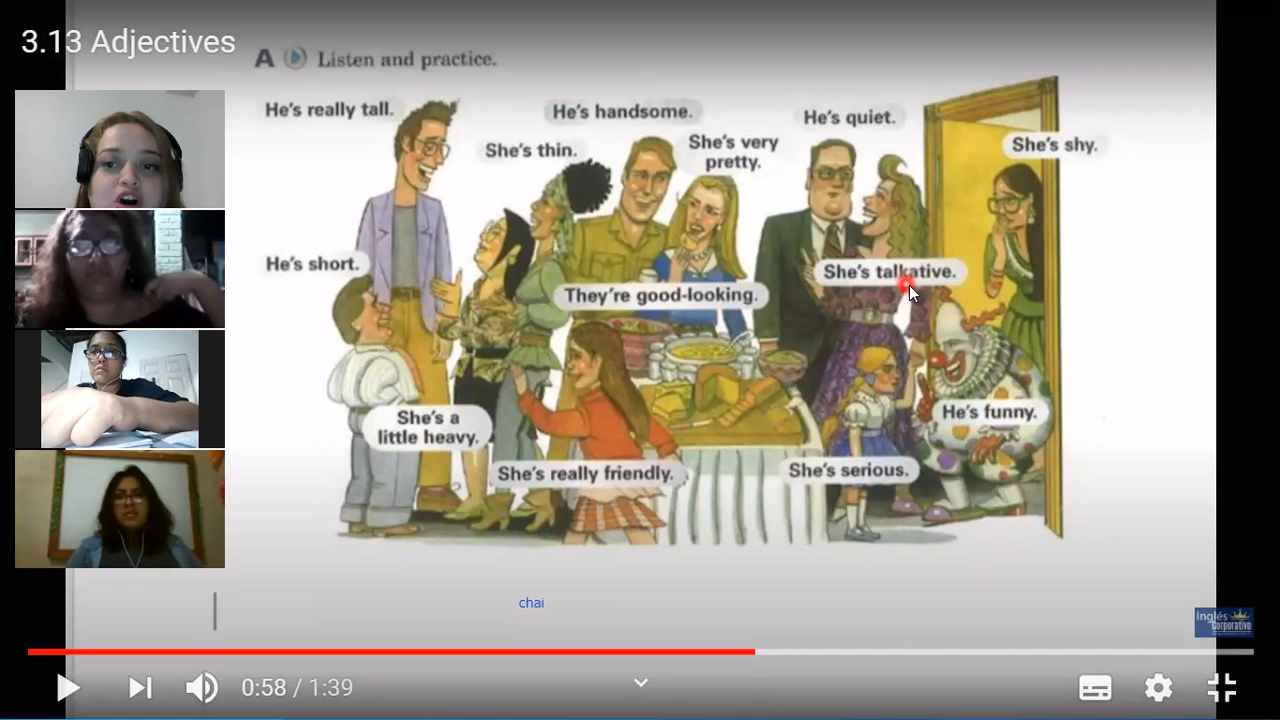 3.13 Adjectives
A Listen and practice.
He's really tall.
He's handsome.
He's quiet.
She's thin.
She's very
pretty.
She's shy.
He's short.
She's talkative.
They're good-looking.
She's a
little heavy.
He's funny.
She's really friendly.
She's serious.
chai
Inglés
Corporativo
0:58 / 1:39